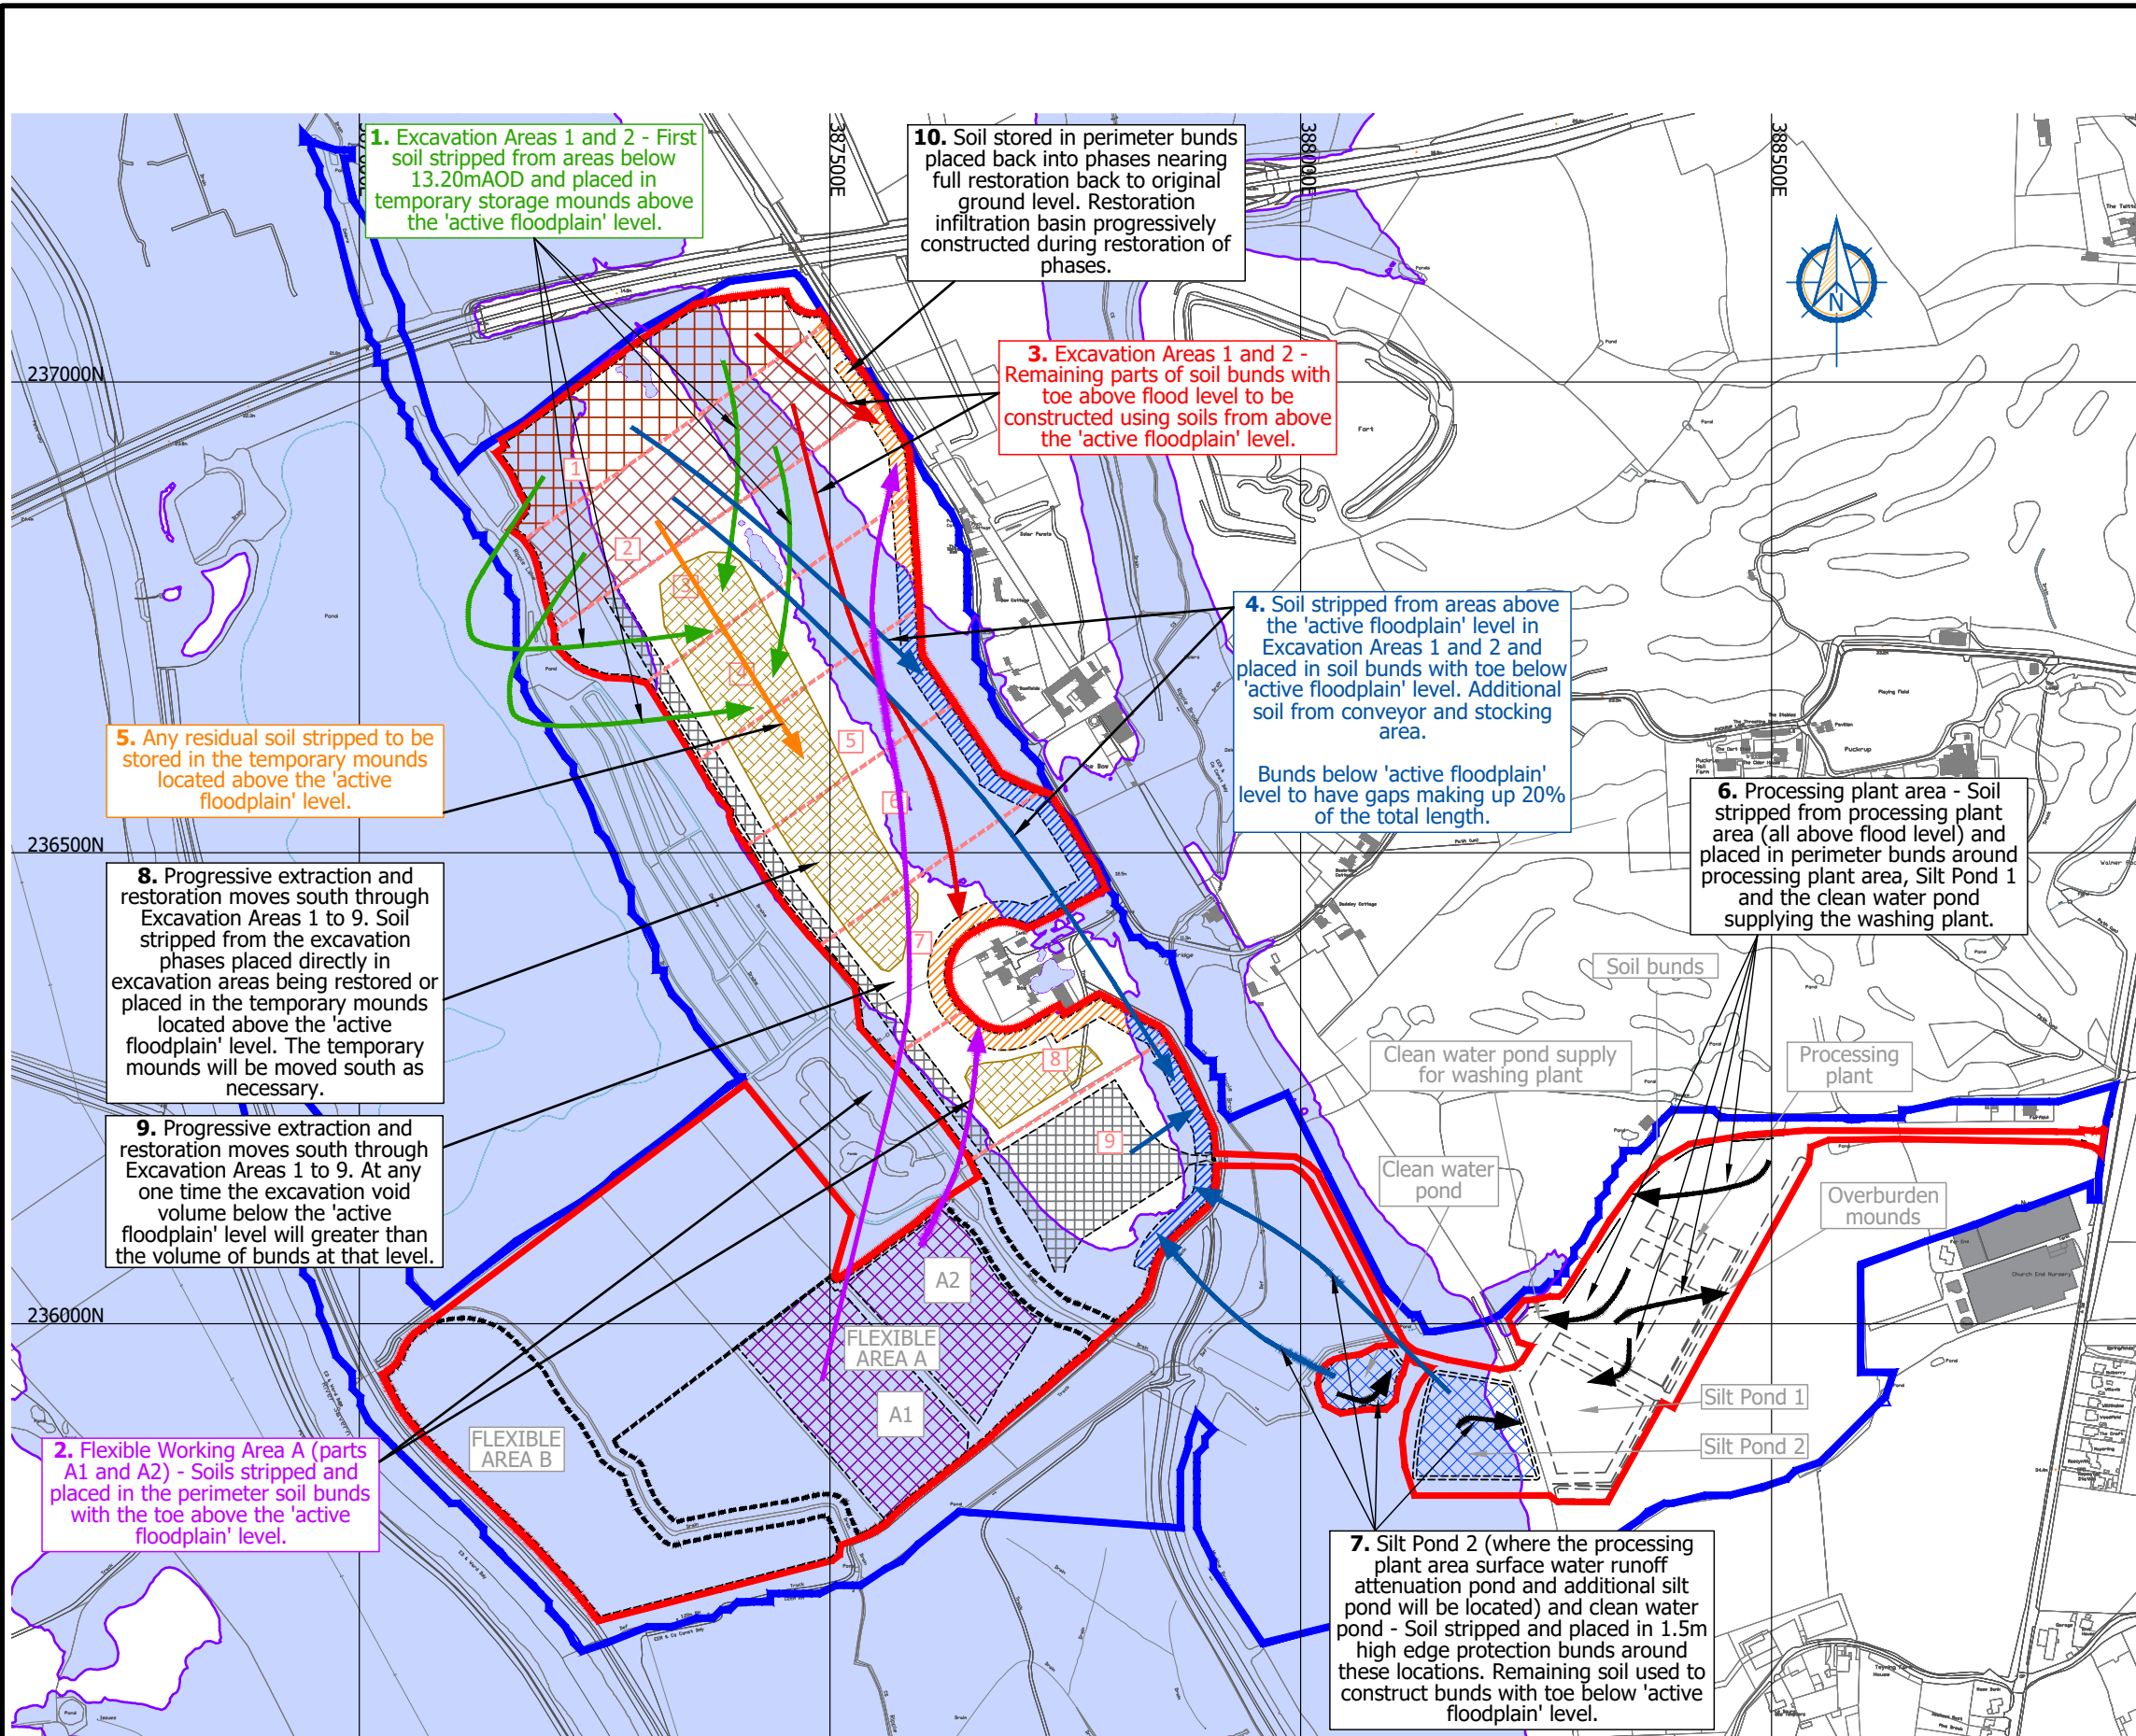 1. Excavation Areas 1 and 2 - First
soil stripped from areas below
13.20mAOD and placed in
temporary storage mounds above
the 'active floodplain' level.
387500E
10. Soil stored in perimeter bunds
placed back into phases nearing
full restoration back to original
ground level. Restoration
infiltration basin progressively
constructed during restoration of
phases.
388000E
388500E
N
237000N
3. Excavation Areas 1 and 2 -
Remaining parts of soil bunds with
toe above flood level to be
constructed using soils from above
the 'active floodplain' level.
Fort
1
2
3
4
5
6
7
8
9
Solar Panels
Bow Cottage
The Bow
4. Soil stripped from areas above
the 'active floodplain' level in
Excavation Areas 1 and 2 and
placed in soil bunds with toe below
'active floodplain' level. Additional
soil from conveyor and stocking
area.
Bunds below 'active floodplain'
level to have gaps making up 20%
of the total length.
Playing Field
Pavilion
Puckrup
Puckrup
Hall
Farm
5. Any residual soil stripped to be
stored in the temporary mounds
located above the 'active
floodplain' level.
6. Processing plant area - Soil
stripped from processing plant
area (all above flood level) and
placed in perimeter bunds around
processing plant area, Silt Pond 1
and the clean water pond
supplying the washing plant.
236500N
8. Progressive extraction and
restoration moves south through
Excavation Areas 1 to 9. Soil
stripped from the excavation
phases placed directly in
excavation areas being restored or
placed in the temporary mounds
located above the 'active
floodplain' level. The temporary
mounds will be moved south as
necessary.
Soil bunds
Clean water pond supply
for washing plant
Processing
plant
9. Progressive extraction and
restoration moves south through
Excavation Areas 1 to 9. At any
one time the excavation void
volume below the 'active
floodplain' level will greater than
the volume of bunds at that level.
Clean water
pond
Overburden
mounds
Church End Nursery
A2
236000N
FLEXIBLE
AREA A
A1
Silt Pond 1
Silt Pond 2
FLEXIBLE
AREA B
2. Flexible Working Area A (parts
A1 and A2) - Soils stripped and
placed in the perimeter soil bunds
with the toe above the 'active
floodplain' level.
7. Silt Pond 2 (where the processing
plant area surface water runoff
attenuation pond and additional silt
pond will be located) and clean water
pond - Soil stripped and placed in 1.5m
high edge protection bunds around
these locations. Remaining soil used to
construct bunds with toe below 'active
floodplain' level.